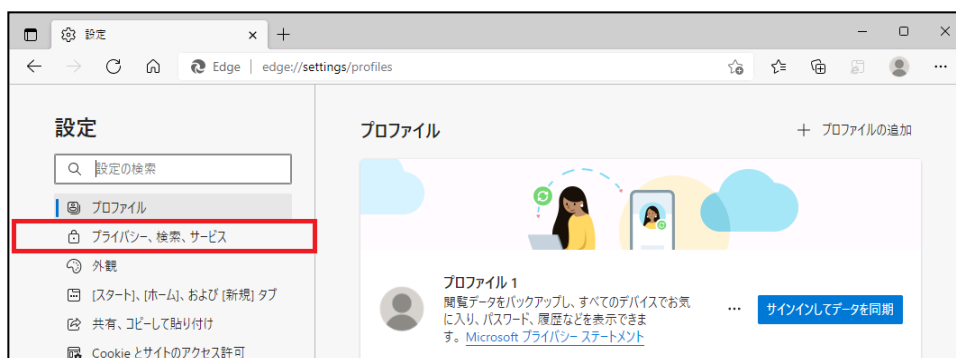 設定
Edge | edge://settings/profiles
設定
設定の検索
プロファイル
プライバシー、検索、サービス
外観
[スタート]、[ホーム]、および [新規] タブ
共有、コピーして貼り付け
Cookie とサイトのアクセス許可
プロファイル
プロファイルの追加
プロファイル 1
閲覧データをバックアップし、すべてのデバイスでお気
に入り、パスワード、履歴などを表示できま
す。Microsoft プライバシー ステートメント
サインインしてデータを同期